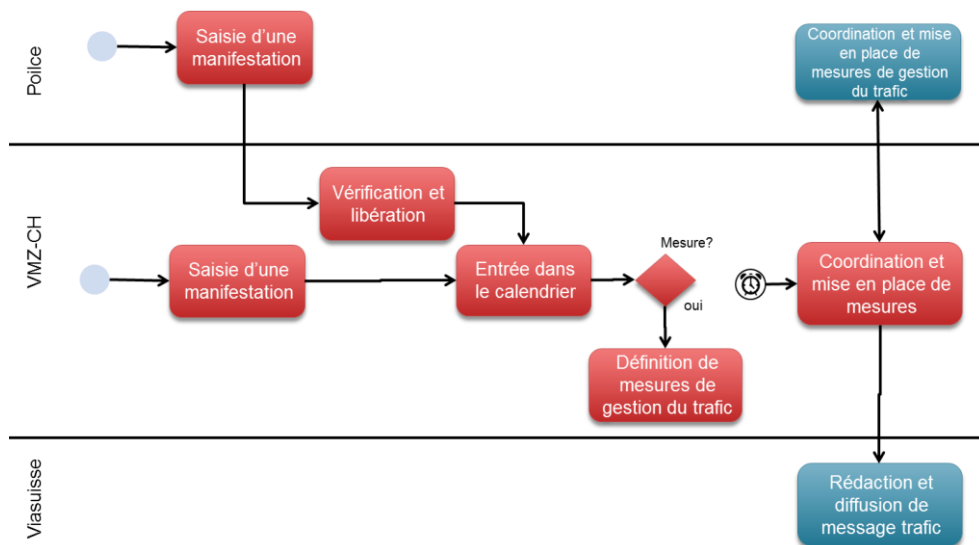 Poilce
Saisie d'une
manifestation
Coordination et mise
en place de
mesures de gestion
du trafic
VMZ-CH
Vérification et
libération
Saisie d'une
manifestation
Entrée dans
le calendrier
Mesure?
oui
Coordination et
mise en place de
mesures
Définition de
mesures de
gestion du trafic
Viasuisse
Rédaction et
diffusion de
message trafic